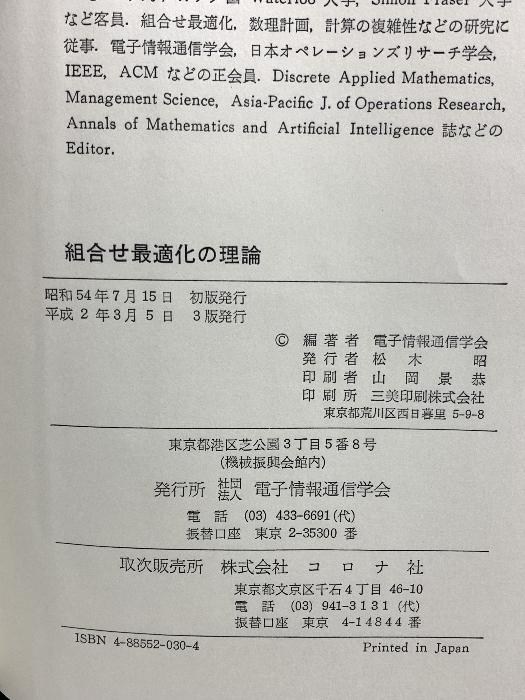 など客員．組合せ最適化，数理計画，計算の複雑性などの研究に
従事．電子情報通信学会，日本オペレーションズリサーチ学会，
IEEE，ACM などの正会員．Discrete Applied Mathematics,
Management Science, Asia-Pacific J. of Operations Research,
Annals of Mathematics and Artificial Intelligence 誌などの
Editor.
組合せ最適化の理論
昭和54年7月15日 初版発行
平成2年3月5日 3版発行
© 編著者 電子情報通信学会
発行者 松木 昭
印刷者 山岡景恭
印刷所 三美印刷株式会社
東京都荒川区西日暮里 5-9-8
東京都港区芝公園3丁目5番8号
(機械振興会館内)
発行所 社団法人 電子情報通信学会
電話 (03) 433-6691(代)
振替口座 東京 2-35300 番
取次販売所 株式会社 コロナ社
東京都文京区千石4丁目 46-10
電話 (03) 941-3131 (代)
振替口座 東京 4-14844 番
ISBN 4-88552-030-4
Printed in Japan